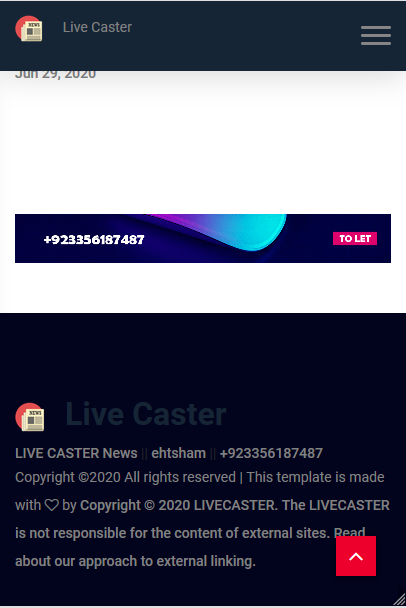 NEWS
Live Caster
Jun 29, 2020
+923356187487
TO LET
NEWS
Live Caster
LIVE CASTER News || ehtsham || +923356187487
Copyright ©2020 All rights reserved | This template is made
with ♡ by Copyright © 2020 LIVECASTER. The LIVECASTER
is not responsible for the content of external sites. Read
about our approach to external linking.